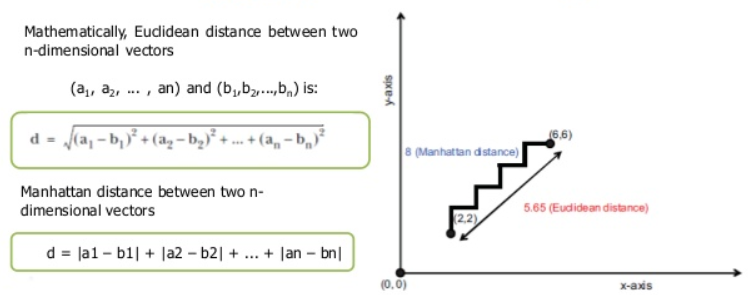 Mathematically, Euclidean distance between two
n-dimensional vectors
(a₁, a₂, ... , an) and (b₁,b₂,...,bₙ) is:
d = √(a₁ − b₁)² + (a₂ − b₂)² + ... + (aₙ − bₙ)²
Manhattan distance between two n-
dimensional vectors
d = |a1 − b1| + |a2 − b2| + ... + |an − bn|
y-axis
(6,6)
8 (Manhattan distance)
5.65 (Euclidean distance)
(2,2)
(0,0)
x-axis